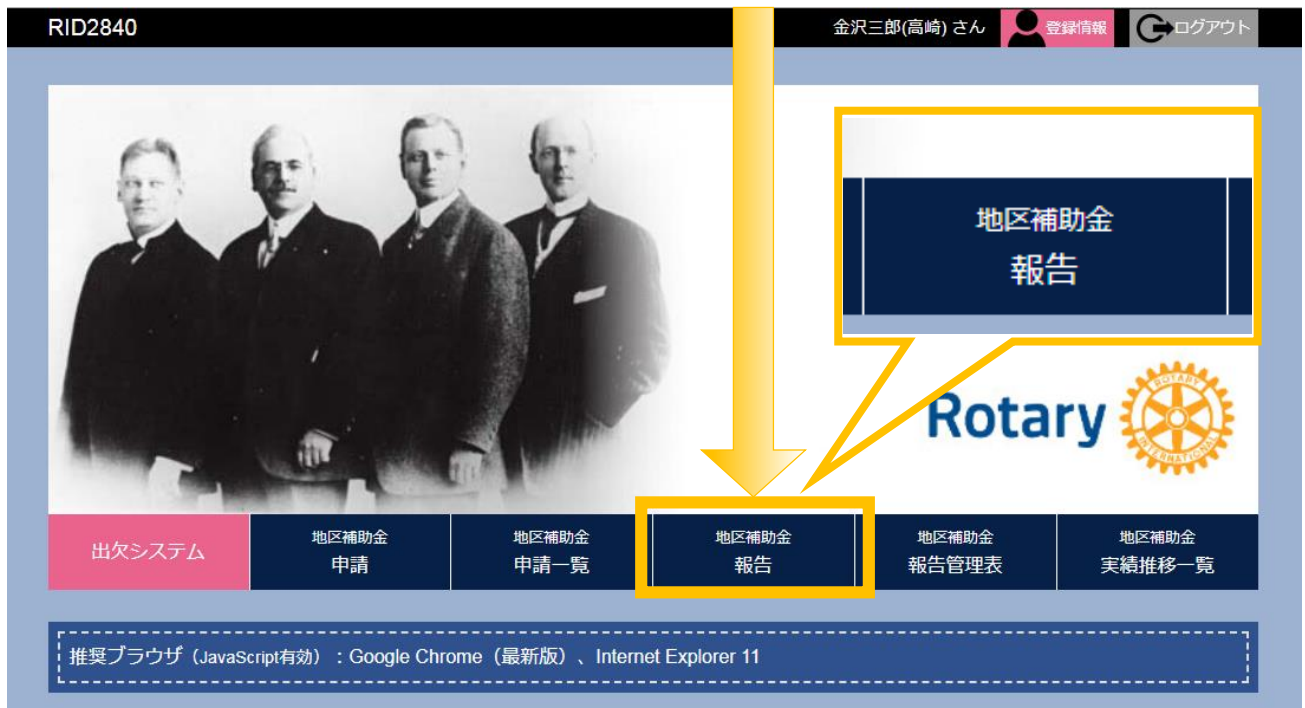 RID2840
金沢三郎(高崎) さん
登録情報
ログアウト
地区補助金
報告
Rotary
ROTARY
INTERNATIONAL
出欠システム
地区補助金
申請
地区補助金
申請一覧
地区補助金
報告
地区補助金
報告管理表
地区補助金
実績推移一覧
推奨ブラウザ（JavaScript有効）：Google Chrome（最新版）、Internet Explorer 11